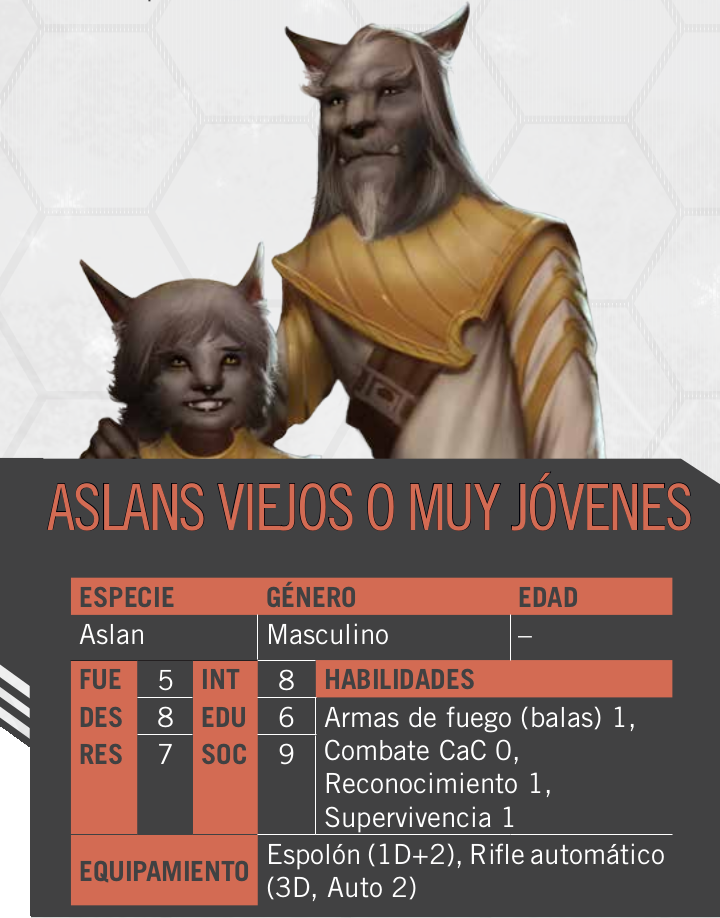 ASLANS VIEJOS O MUY JÓVENES
ESPECIE GÉNERO EDAD
Aslan Masculino –
FUE 5 INT 8 HABILIDADES
DES 8 EDU 6 Armas de fuego (balas) 1,
RES 7 SOC 9 Combate CaC 0,
Reconocimiento 1,
Supervivencia 1
EQUIPAMIENTO Espolón (1D+2), Rifle automático
(3D, Auto 2)